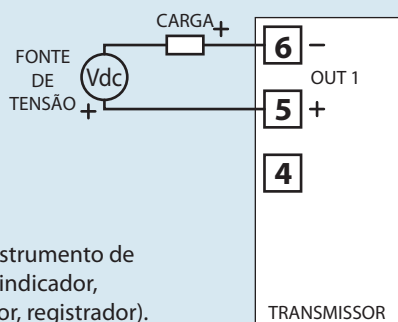 CARGA
+
FONTE
DE
TENSÃO
Vdc
+
6 –
OUT 1
5 +
4
strumento de
indicador,
or, registrador).
TRANSMISSOR